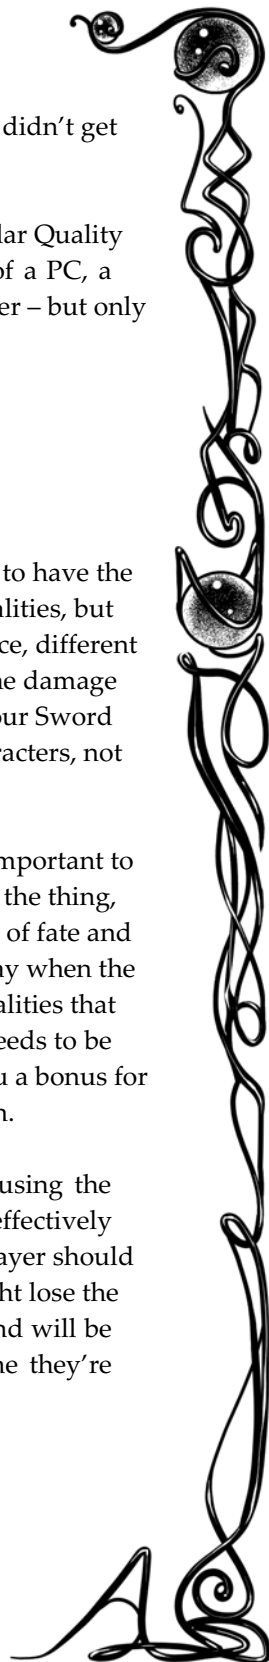 didn’t get
lar Quality
of a PC, a
er – but only
to have the
alities, but
ce, different
he damage
our Sword
racters, not
mportant to
the thing,
of fate and
ay when the
alities that
eeds to be
u a bonus for
n.
using the
effectively
ayer should
ht lose the
nd will be
ne they’re